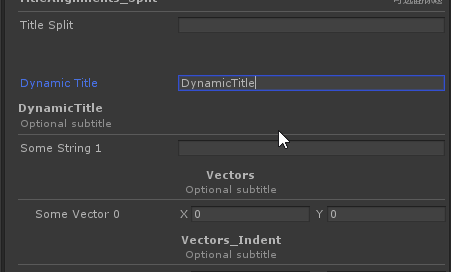 TitleAlignments_Split
Title Split
Dynamic Title DynamicTitle
DynamicTitle
Optional subtitle
Some String 1
Vectors
Optional subtitle
Some Vector 0 X 0 Y 0
Vectors_Indent
Optional subtitle